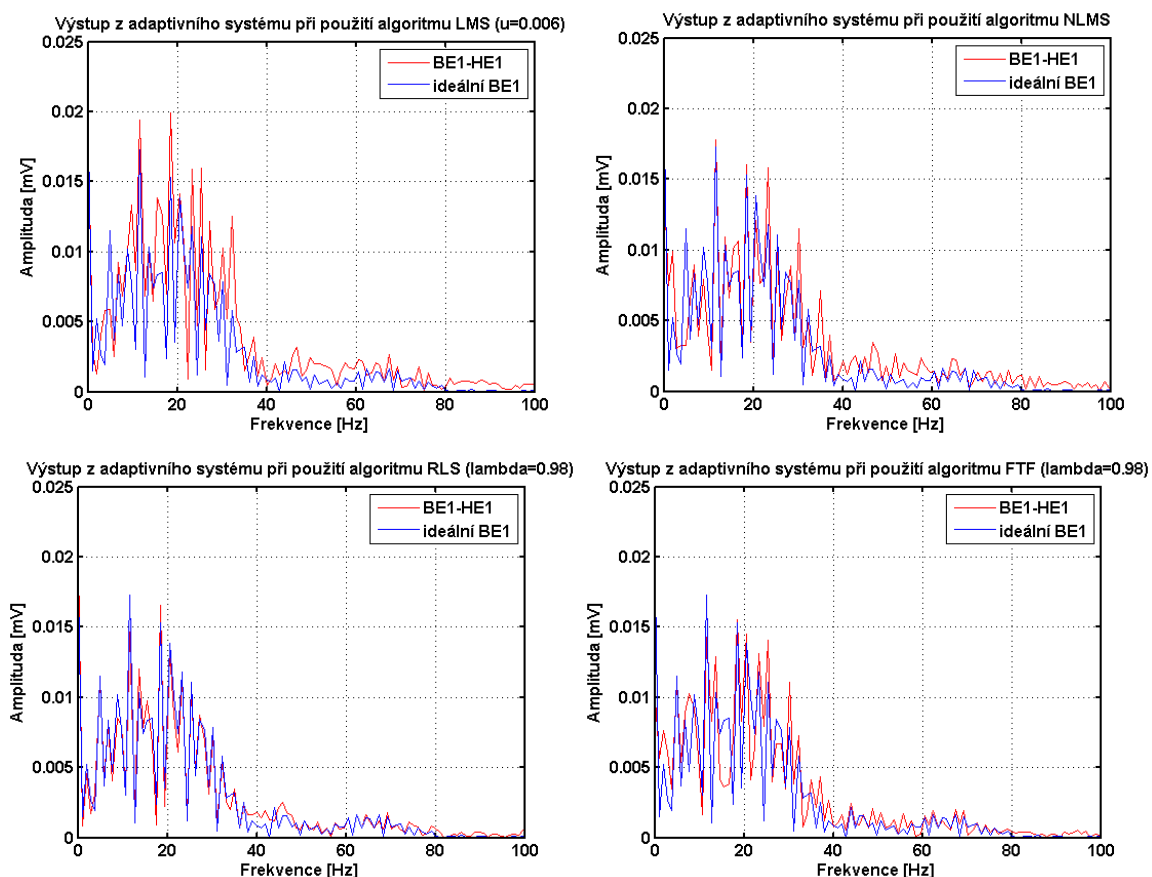 Výstup z adaptivního systému při použití algoritmu LMS (u=0.006)
0.025
0.02
0.015
0.01
0.005
0
Amplituda [mV]
BE1-HE1
ideální BE1
0 20 40 60 80 100
Frekvence [Hz]
Výstup z adaptivního systému při použití algoritmu NLMS
0.025
0.02
0.015
0.01
0.005
0
Amplituda [mV]
BE1-HE1
ideální BE1
0 20 40 60 80 100
Frekvence [Hz]
Výstup z adaptivního systému při použití algoritmu RLS (lambda=0.98)
0.025
0.02
0.015
0.01
0.005
0
Amplituda [mV]
BE1-HE1
ideální BE1
0 20 40 60 80 100
Frekvence [Hz]
Výstup z adaptivního systému při použití algoritmu FTF (lambda=0.98)
0.025
0.02
0.015
0.01
0.005
0
Amplituda [mV]
BE1-HE1
ideální BE1
0 20 40 60 80 100
Frekvence [Hz]